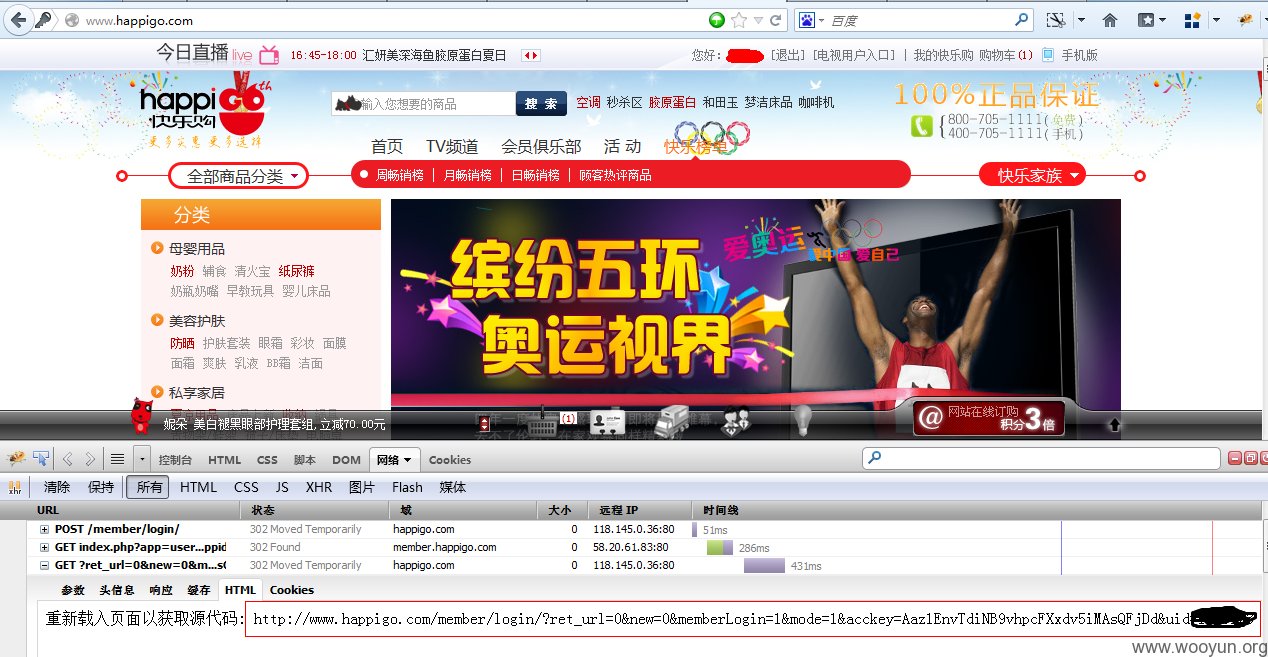 www.happigo.com
百度
今日直播 live 16:45-18:00 汇妍美深海鱼胶原蛋白夏日
您好: [退出] [电视用户入口] | 我的快乐购 购物车(1) 手机版
happiGO th
快乐购
更多实惠 更多选择
输入您想要的商品 搜 索 空调 秒杀区 胶原蛋白 和田玉 梦洁床品 咖啡机
100%正品保证
800-705-1111(免费)
400-705-1111(手机)
首页 TV频道 会员俱乐部 活 动 快乐榜单
全部商品分类 周畅销榜 | 月畅销榜 | 日畅销榜 | 顾客热评商品 快乐家族
分类
母婴用品
奶粉 辅食 清火宝 纸尿裤
奶瓶奶嘴 早教玩具 婴儿床品
美容护肤
防晒 护肤套装 眼霜 彩妆 面膜
面霜 爽肤 乳液 BB霜 洁面
私享家居
缤纷五环
奥运视界
爱奥运
爱中国 爱自己
妮朵 美白褪黑眼部护理套组,立减70.00元
(1)
@ 网站在线订购
积分3倍
控制台 HTML CSS 脚本 DOM 网络 Cookies
清除 保持 所有 HTML CSS JS XHR 图片 Flash 媒体
URL 状态 域 大小 远程 IP 时间线
POST /member/login/ 302 Moved Temporarily happigo.com 0 118.145.0.36:80 51ms
GET index.php?app=user...ppid 302 Found member.happigo.com 0 58.20.61.83:80 286ms
GET ?ret_url=0&new=0&m...s 302 Moved Temporarily happigo.com 0 118.145.0.36:80 431ms
参数 头信息 响应 缓存 HTML Cookies
重新载入页面以获取源代码: http://www.happigo.com/member/login/?ret_url=0&new=0&memberLogin=1&mode=1&acckey=Aaz1EnvTdiNB9vhpcFXxdv5iMAsQFjDd&uid=
www.wooyun.org